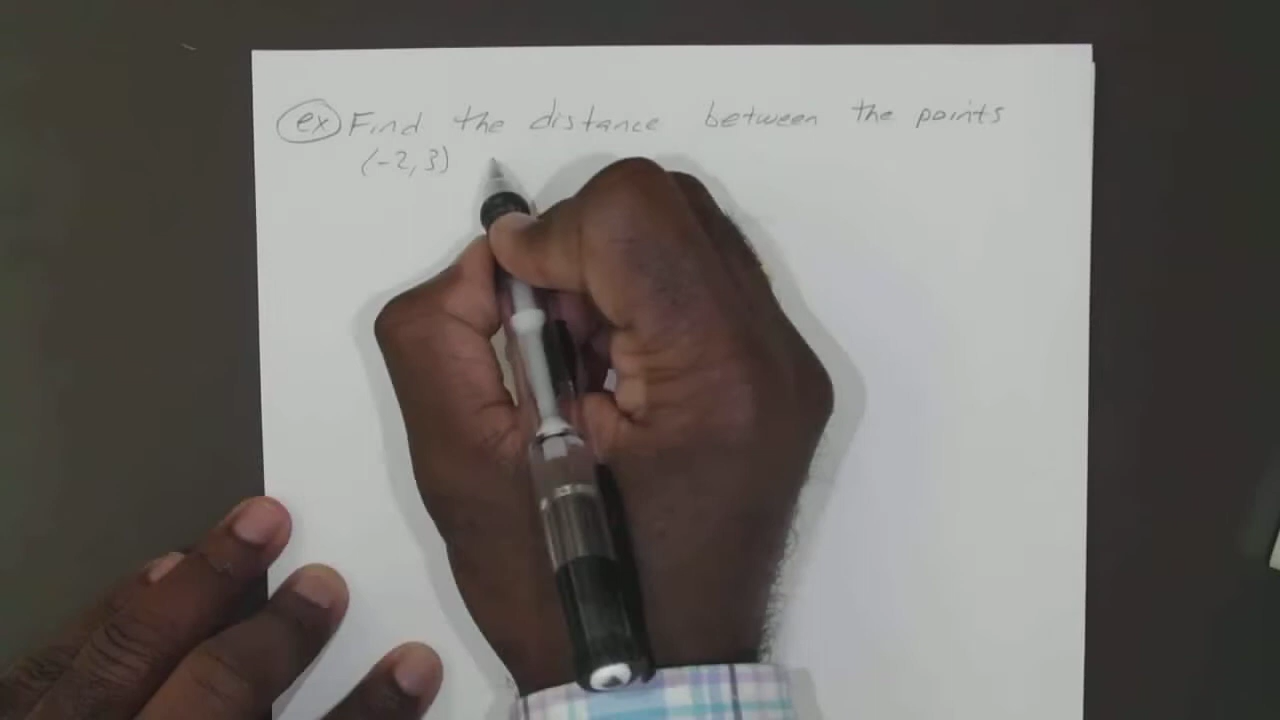 ex Find the distance between the points
(-2, 3)